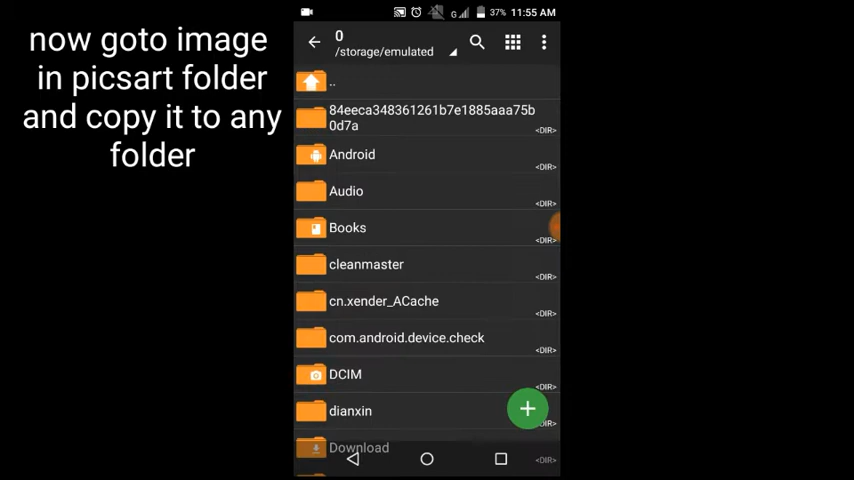 now goto image
in picsart folder
and copy it to any
folder
G 37% 11:55 AM
0
/storage/emulated
..
84eeca348361261b7e1885aaa75b
0d7a
<DIR>
Android
<DIR>
Audio
<DIR>
Books
<DIR>
cleanmaster
<DIR>
cn.xender_ACache
<DIR>
com.android.device.check
<DIR>
DCIM
<DIR>
dianxin
<DIR>
Download
<DIR>